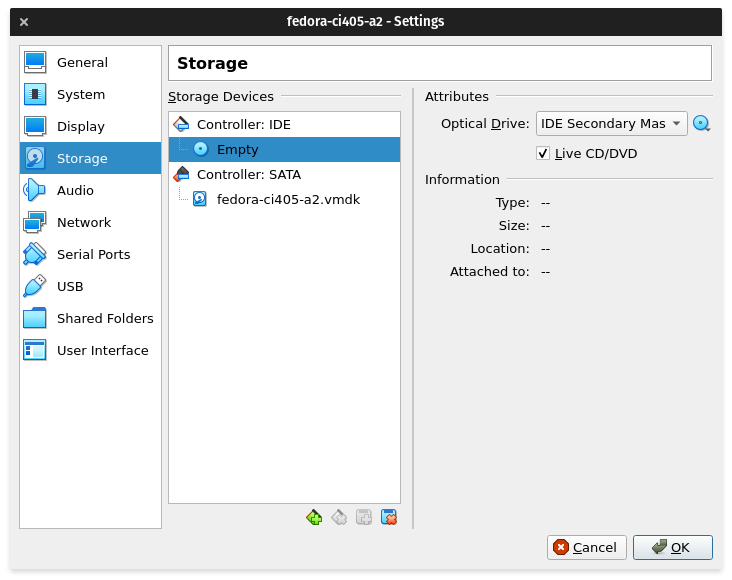 fedora-ci405-a2 - Settings
General
System
Display
Storage
Audio
Network
Serial Ports
USB
Shared Folders
User Interface
Storage
Storage Devices
Controller: IDE
Empty
Controller: SATA
fedora-ci405-a2.vmdk
Attributes
Optical Drive: IDE Secondary Mas
Live CD/DVD
Information
Type: --
Size: --
Location: --
Attached to: --
Cancel
OK